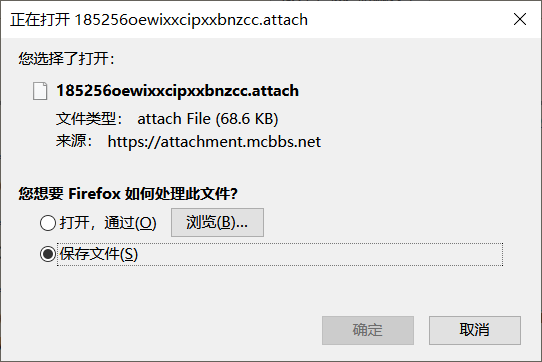 正在打开 185256oewixxcipxxbnzcc.attach
您选择了打开：
185256oewixxcipxxbnzcc.attach
文件类型： attach File (68.6 KB)
来源： https://attachment.mcbbs.net
您想要 Firefox 如何处理此文件？
打开，通过(O) 浏览(B)...
保存文件(S)
确定 取消